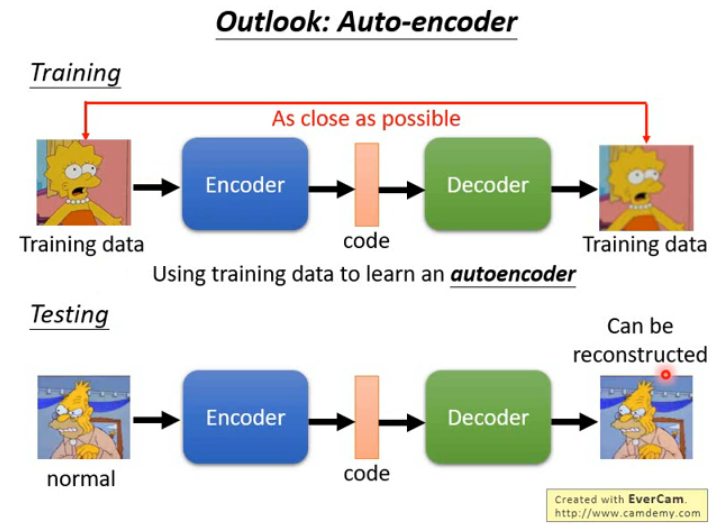 Outlook: Auto-encoder
Training
As close as possible
Encoder
Decoder
Training data
code
Training data
Using training data to learn an autoencoder
Testing
Can be
reconstructed
Encoder
Decoder
normal
code
Created with EverCam.
http://www.camdemy.com